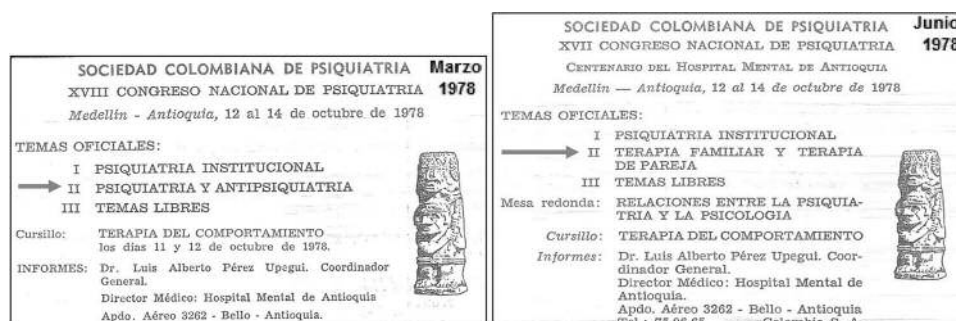 SOCIEDAD COLOMBIANA DE PSIQUIATRIA
Marzo
1978
XVIII CONGRESO NACIONAL DE PSIQUIATRIA
Medellín - Antioquia, 12 al 14 de octubre de 1978
TEMAS OFICIALES:
I PSIQUIATRIA INSTITUCIONAL
II PSIQUIATRIA Y ANTIPSIQUIATRIA
III TEMAS LIBRES
Cursillo: TERAPIA DEL COMPORTAMIENTO
los días 11 y 12 de octubre de 1978.
INFORMES: Dr. Luis Alberto Pérez Upegui. Coordinador
General.
Director Médico: Hospital Mental de Antioquia
Apdo. Aéreo 3262 - Bello - Antioquia.
SOCIEDAD COLOMBIANA DE PSIQUIATRIA
Junio
1978
XVII CONGRESO NACIONAL DE PSIQUIATRIA
CENTENARIO DEL HOSPITAL MENTAL DE ANTIOQUIA
Medellín — Antioquia, 12 al 14 de octubre de 1978
TEMAS OFICIALES:
I PSIQUIATRIA INSTITUCIONAL
II TERAPIA FAMILIAR Y TERAPIA
DE PAREJA
III TEMAS LIBRES
Mesa redonda: RELACIONES ENTRE LA PSIQUIA-
TRIA Y LA PSICOLOGIA
Cursillo: TERAPIA DEL COMPORTAMIENTO
Informes: Dr. Luis Alberto Pérez Upegui. Coor-
dinador General.
Director Médico: Hospital Mental de
Antioquia.
Apdo. Aéreo 3262 - Bello - Antioquia